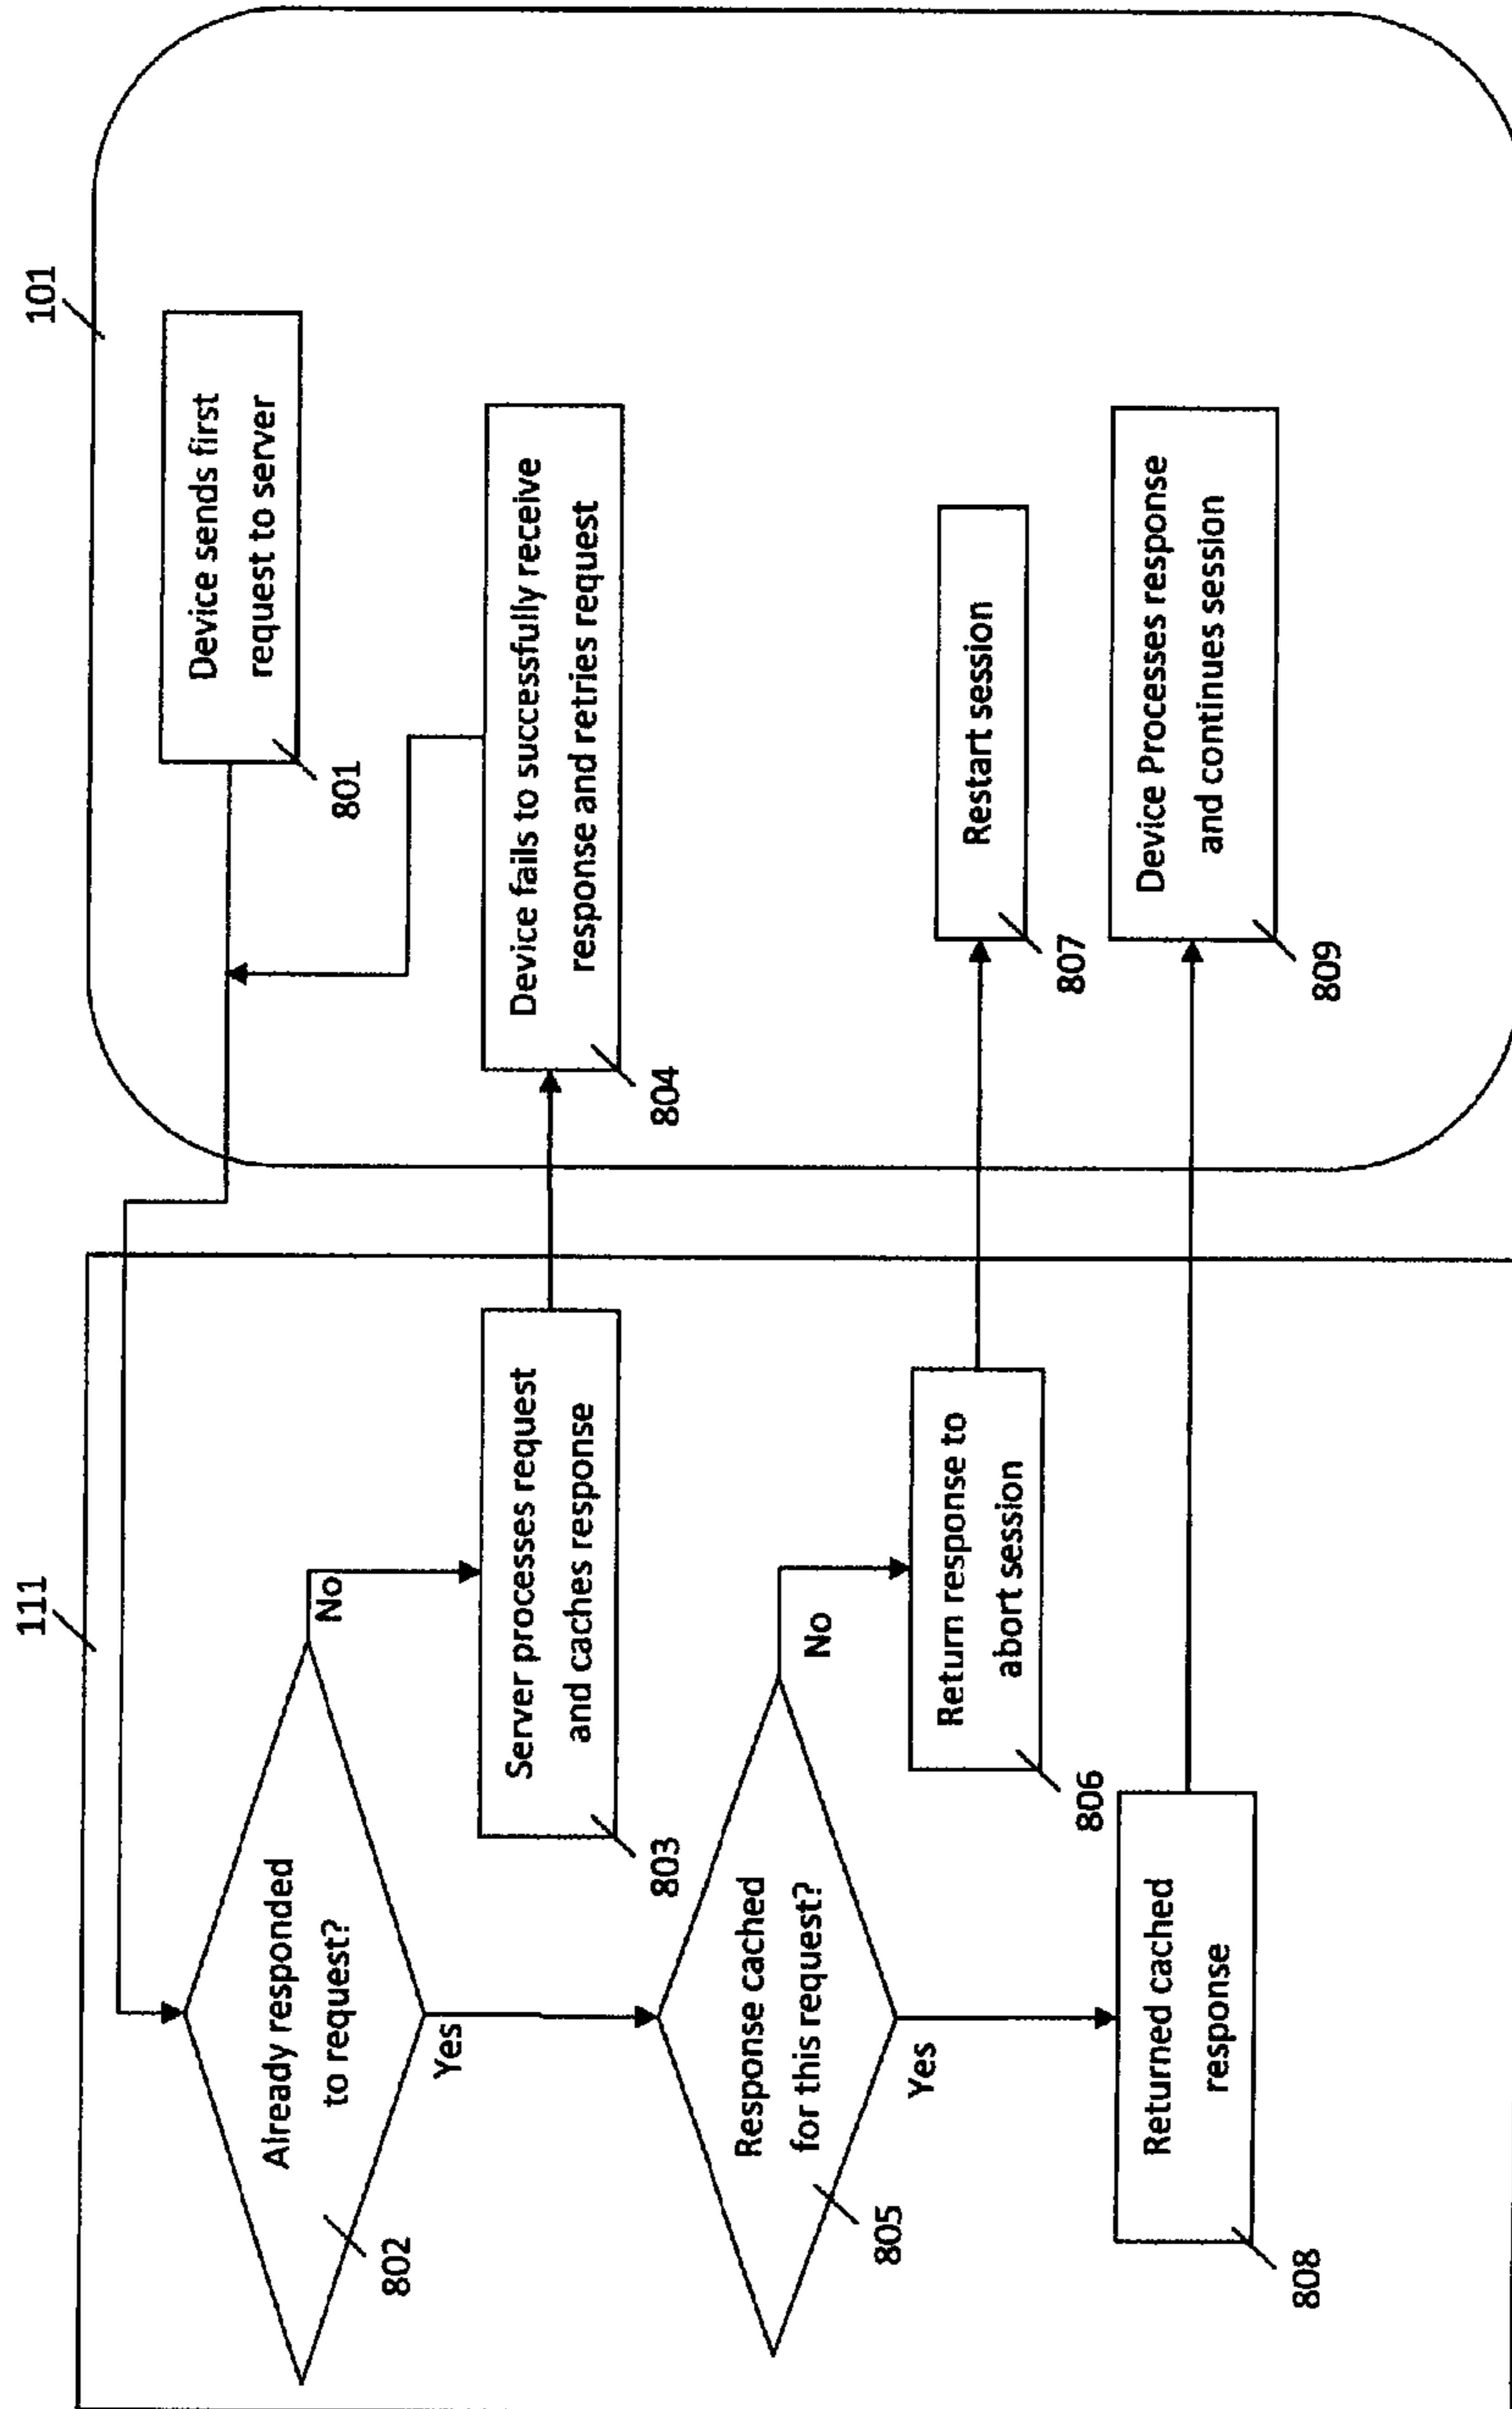 111
101
Device sends first
request to server
801
Already responded
to request?
802
No
Yes
Server processes request
and caches response
803
Device fails to successfully receive
response and retries request
804
Response cached
for this request?
805
No
Yes
Return response to
abort session
806
Restart session
807
Returned cached
response
808
Device Processes response
and continues session
809